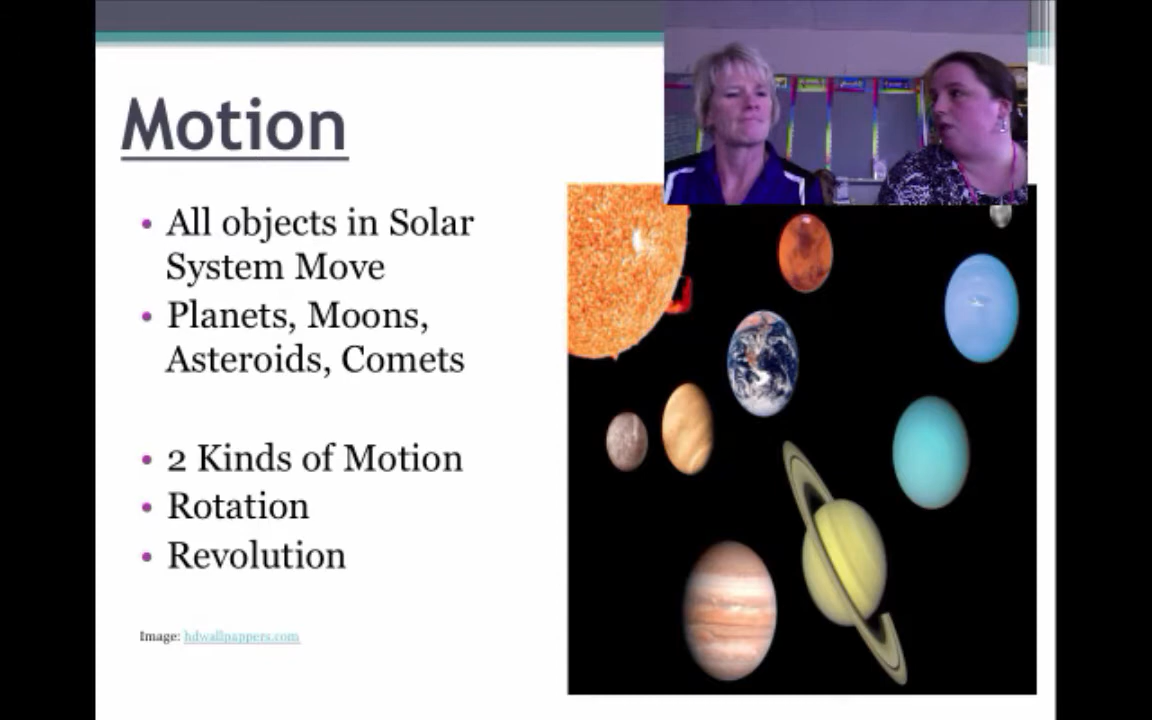 Motion
• All objects in Solar
System Move
• Planets, Moons,
Asteroids, Comets
• 2 Kinds of Motion
• Rotation
• Revolution
Image: hdwallpappers.com